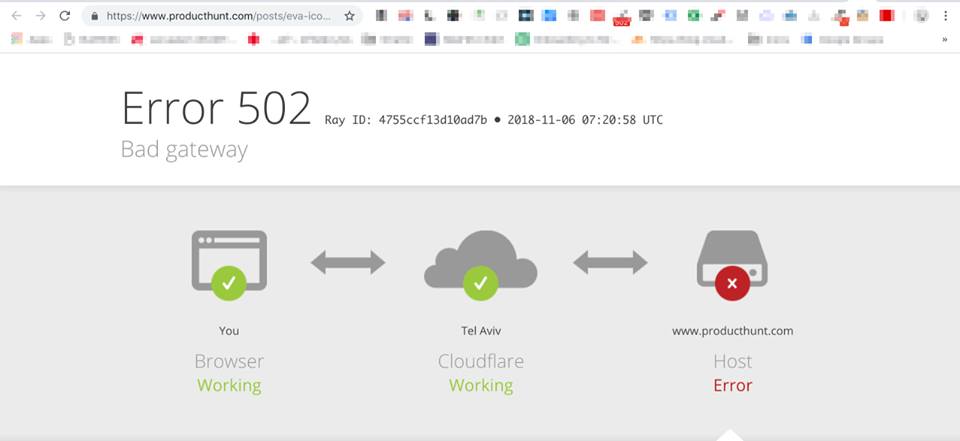 https://www.producthunt.com/posts/eva-ico...
502
»
Error 502 Ray ID: 4755ccf13d10ad7b • 2018-11-06 07:20:58 UTC
Bad gateway
You Tel Aviv www.producthunt.com
Browser Cloudflare Host
Working Working Error